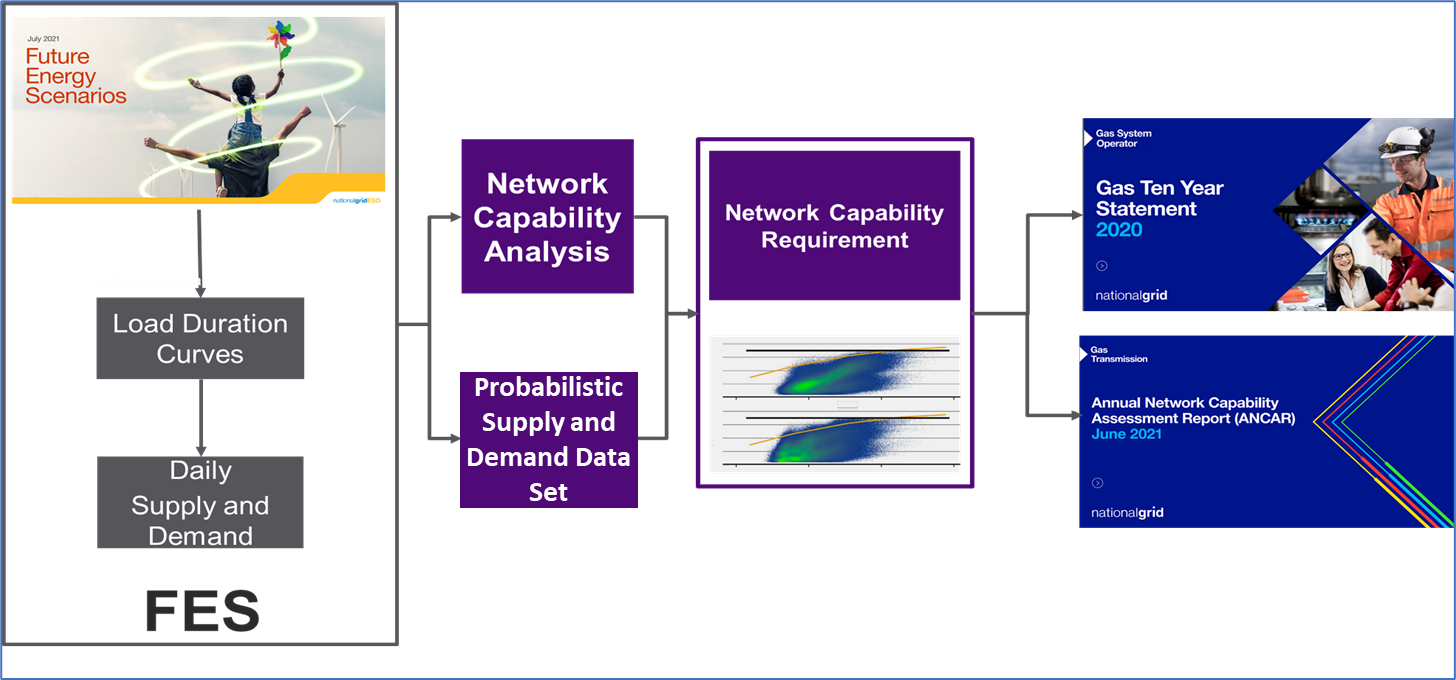 July 2021
Future
Energy
Scenarios
nationalgridESO
Load Duration
Curves
Daily
Supply and
Demand
FES
Network
Capability
Analysis
Probabilistic
Supply and
Demand Data
Set
Network Capability
Requirement
Gas System
Operator
Gas Ten Year
Statement
2020
nationalgrid
Gas
Transmission
Annual Network Capability
Assessment Report (ANCAR)
June 2021
nationalgrid